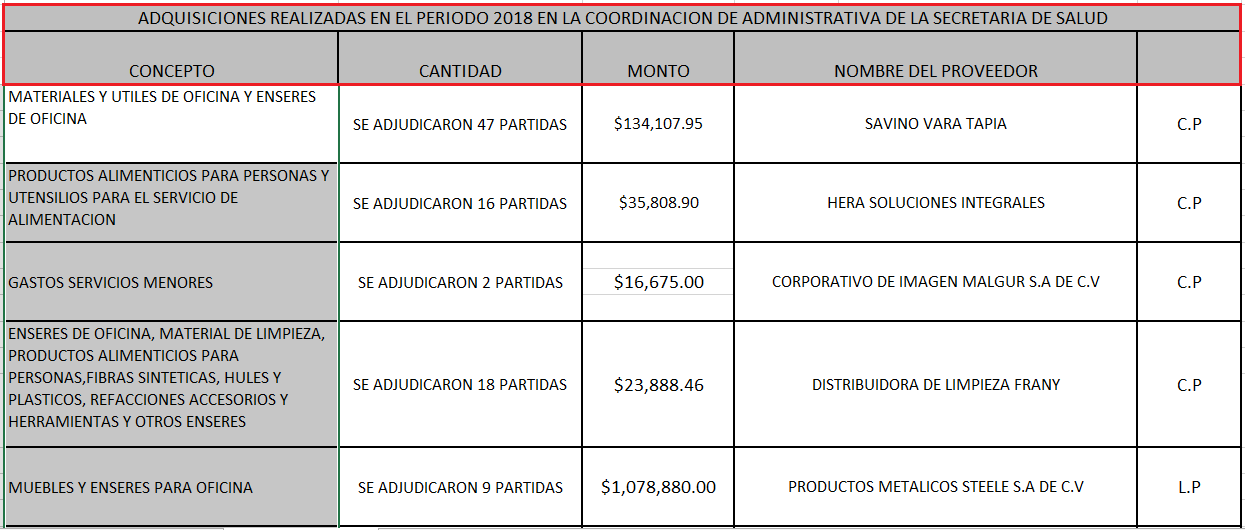 ADQUISICIONES REALIZADAS EN EL PERIODO 2018 EN LA COORDINACION DE ADMINISTRATIVA DE LA SECRETARIA DE SALUD
CONCEPTO CANTIDAD MONTO NOMBRE DEL PROVEEDOR
MATERIALES Y UTILES DE OFICINA Y ENSERES
DE OFICINA
SE ADJUDICARON 47 PARTIDAS $134,107.95 SAVINO VARA TAPIA C.P
PRODUCTOS ALIMENTICIOS PARA PERSONAS Y
UTENSILIOS PARA EL SERVICIO DE
ALIMENTACION
SE ADJUDICARON 16 PARTIDAS $35,808.90 HERA SOLUCIONES INTEGRALES C.P
GASTOS SERVICIOS MENORES SE ADJUDICARON 2 PARTIDAS $16,675.00 CORPORATIVO DE IMAGEN MALGUR S.A DE C.V C.P
ENSERES DE OFICINA, MATERIAL DE LIMPIEZA,
PRODUCTOS ALIMENTICIOS PARA
PERSONAS,FIBRAS SINTETICAS, HULES Y
PLASTICOS, REFACCIONES ACCESORIOS Y
HERRAMIENTAS Y OTROS ENSERES
SE ADJUDICARON 18 PARTIDAS $23,888.46 DISTRIBUIDORA DE LIMPIEZA FRANY C.P
MUEBLES Y ENSERES PARA OFICINA SE ADJUDICARON 9 PARTIDAS $1,078,880.00 PRODUCTOS METALICOS STEELE S.A DE C.V L.P